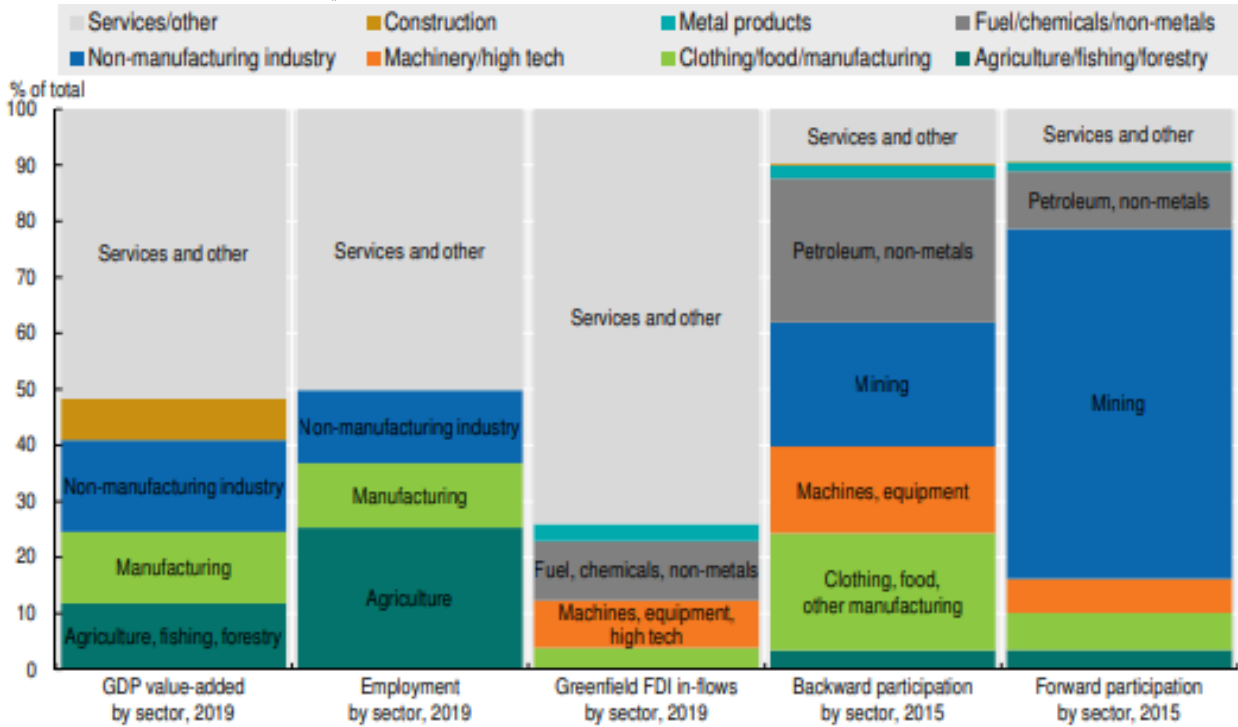 Services/other Construction Metal products Fuel/chemicals/non-metals
Non-manufacturing industry Machinery/high tech Clothing/food/manufacturing Agriculture/fishing/forestry
% of total
100
90
80
70
60
50
40
30
20
10
0
Services and other
Non-manufacturing industry
Manufacturing
Agriculture, fishing, forestry
Services and other
Non-manufacturing industry
Manufacturing
Agriculture
Services and other
Fuel, chemicals, non-metals
Machines, equipment,
high tech
Services and other
Petroleum, non-metals
Mining
Machines, equipment
Clothing, food,
other manufacturing
Services and other
Petroleum, non-metals
Mining
GDP value-added
by sector, 2019
Employment
by sector, 2019
Greenfield FDI in-flows
by sector, 2019
Backward participation
by sector, 2015
Forward participation
by sector, 2015